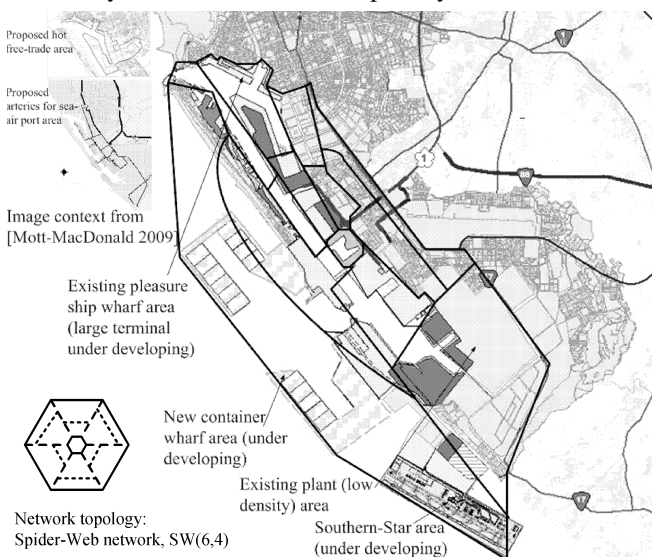 Proposed hot
free-trade area
Proposed
arteries for sea-
air port area
Image context from
[Mott-MacDonald 2009]
Existing pleasure
ship wharf area
(large terminal
under developing)
New container
wharf area (under
developing)
Existing plant (low
density) area
Southern-Star area
(under developing)
Network topology:
Spider-Web network, SW(6,4)
1